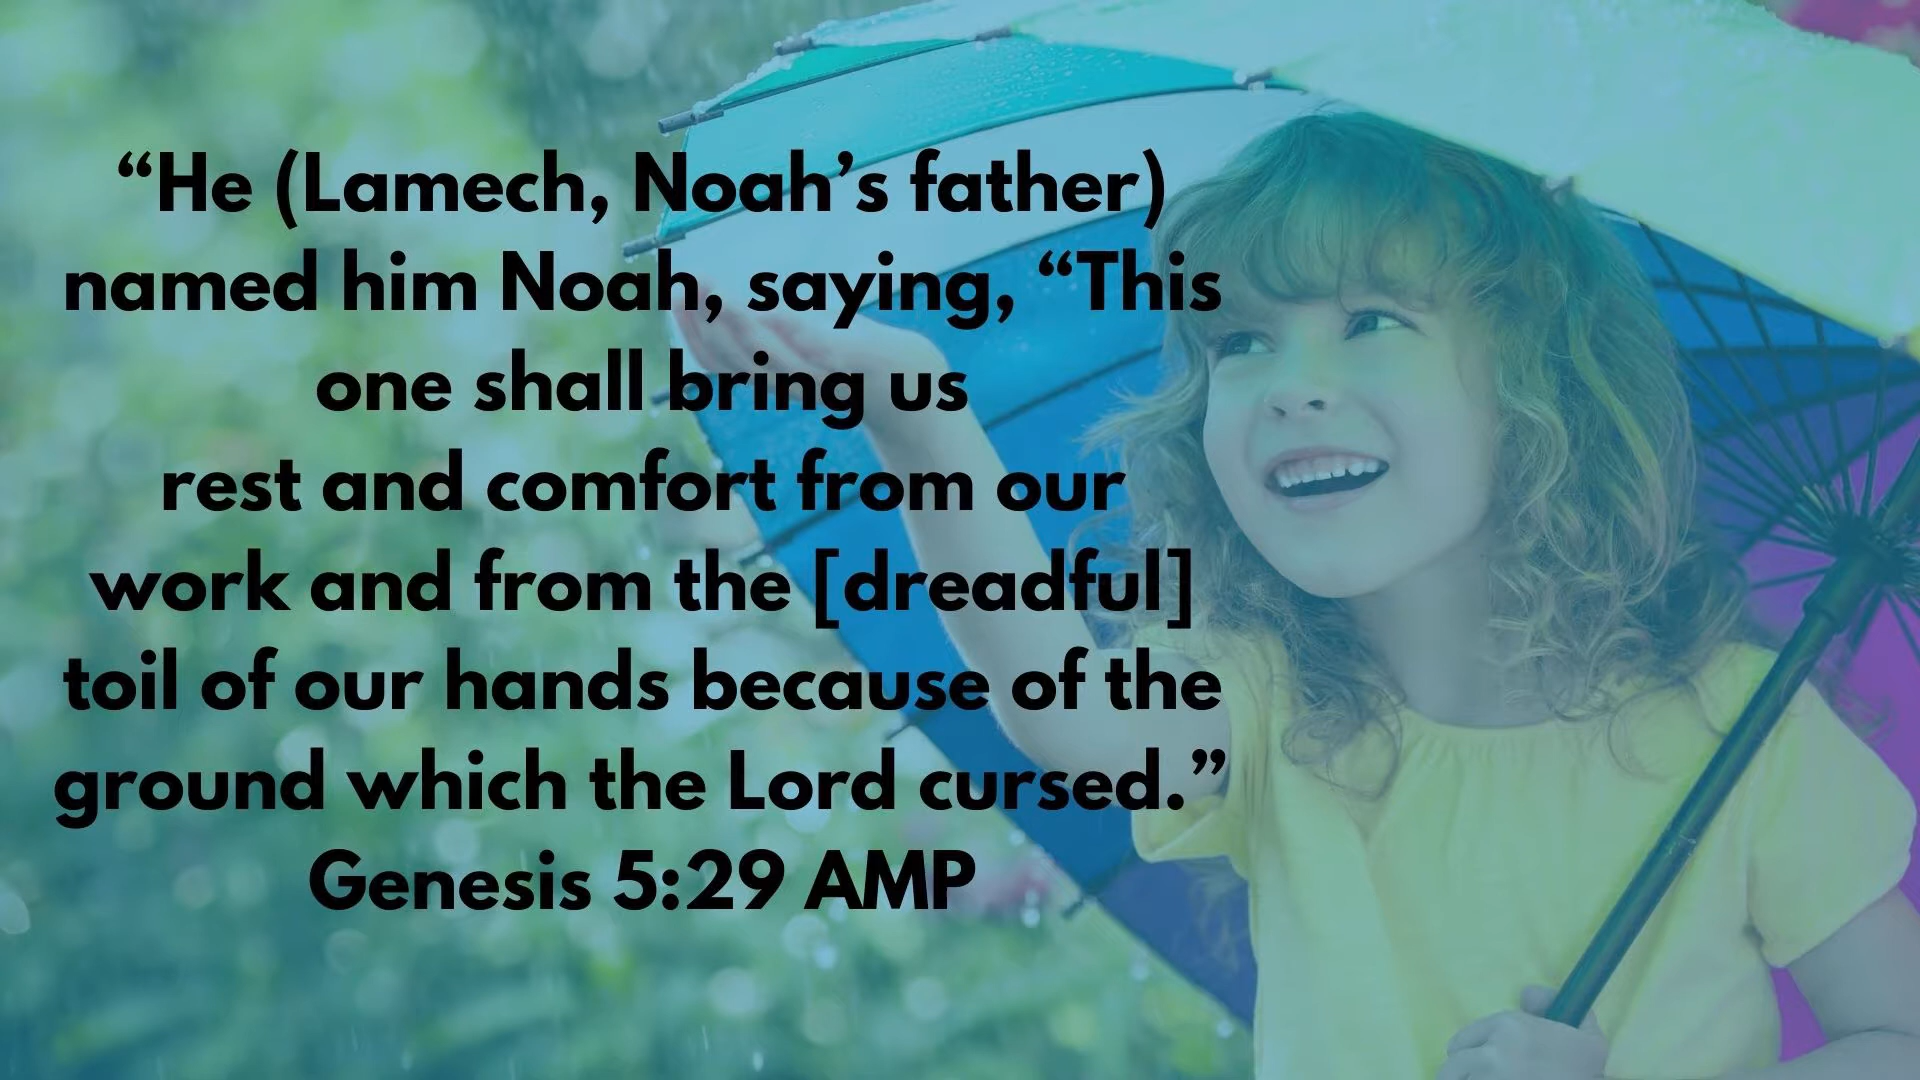 “He (Lamech, Noah’s father)
named him Noah, saying, “This
one shall bring us
rest and comfort from our
work and from the [dreadful]
toil of our hands because of the
ground which the Lord cursed.”
Genesis 5:29 AMP